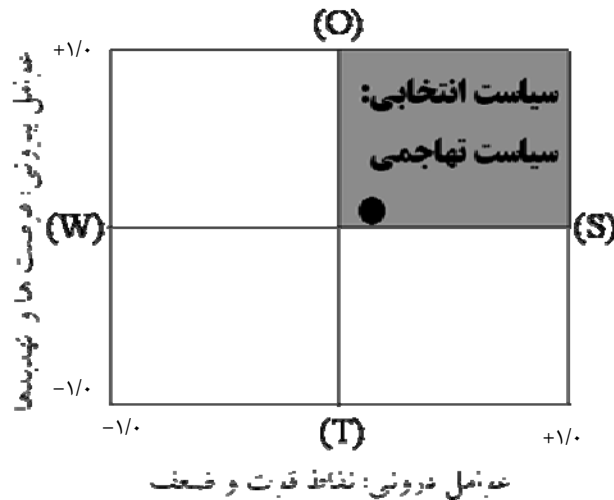 (O)
+۱/۰
سیاست انتخابی:
سیاست تهاجمی
عوامل بیرونی: فرصت ها و تهدیدها
(W)
(S)
-۱/۰
-۱/۰
(T)
+۱/۰
عوامل درونی: نقاط قوت و ضعف